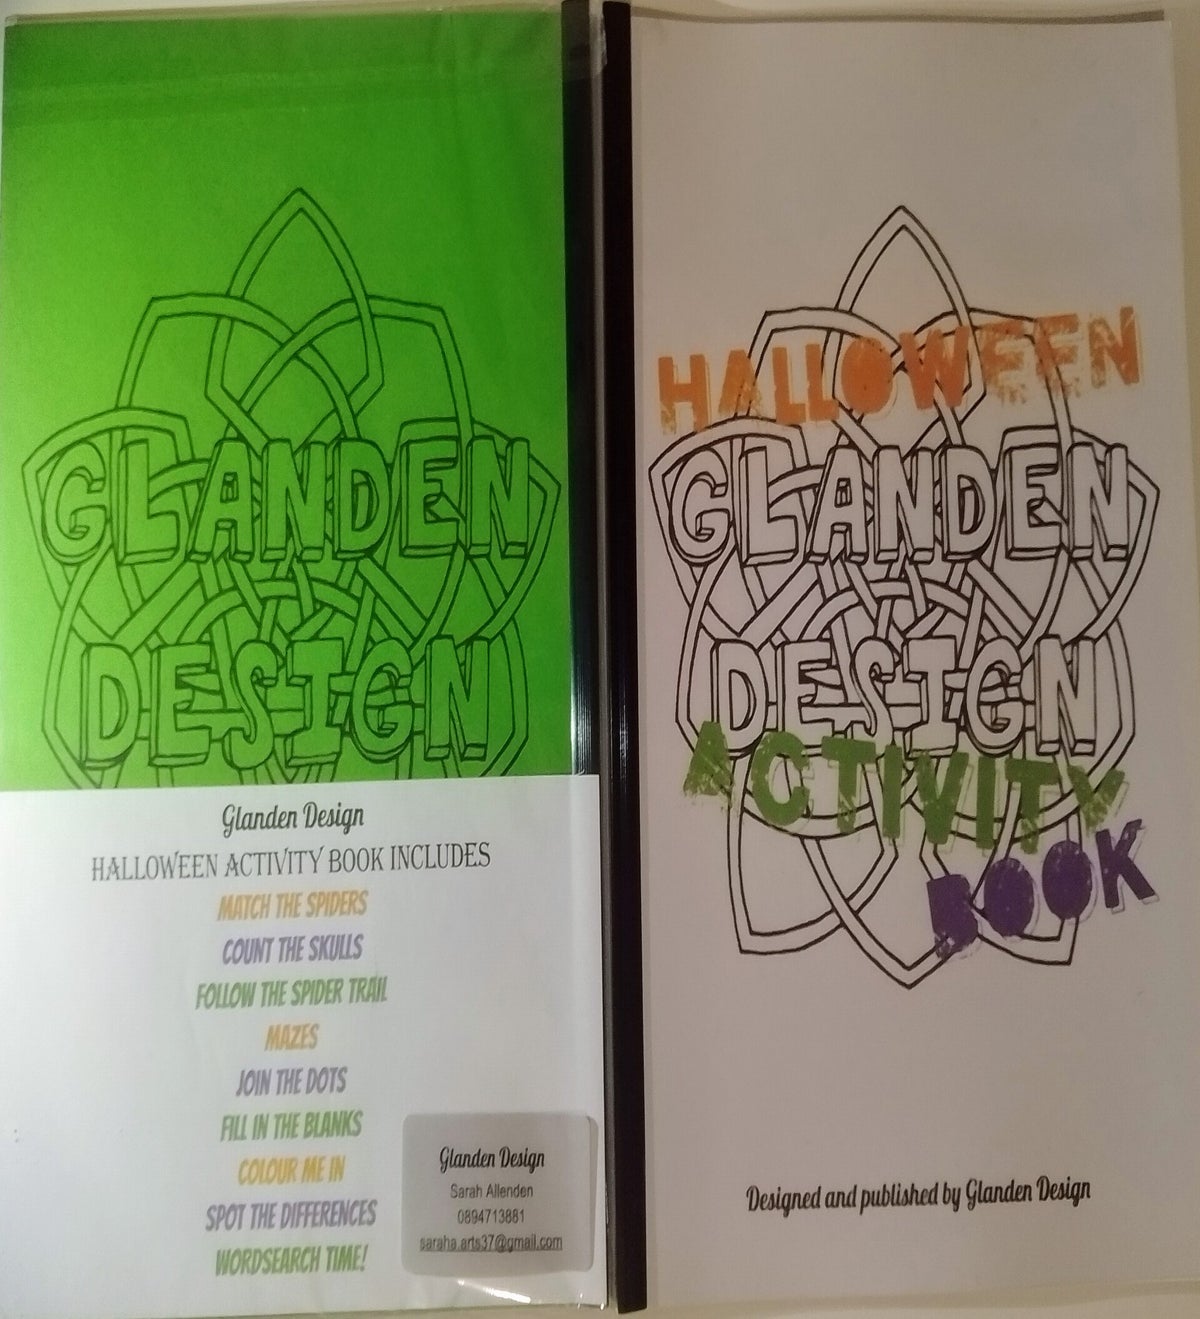 GLANDEN
DESIGN
Glanden Design
HALLOWEEN ACTIVITY BOOK INCLUDES
MATCH THE SPIDERS
COUNT THE SKULLS
FOLLOW THE SPIDER TRAIL
MAZES
JOIN THE DOTS
FILL IN THE BLANKS
COLOUR ME IN
SPOT THE DIFFERENCES
WORDSEARCH TIME!
Glanden Design
Sarah Allenden
0894713881
saraha.arts37@gmail.com
HALLOWEEN
GLANDEN
DESIGN
ACTIVITY
BOOK
Designed and published by Glanden Design